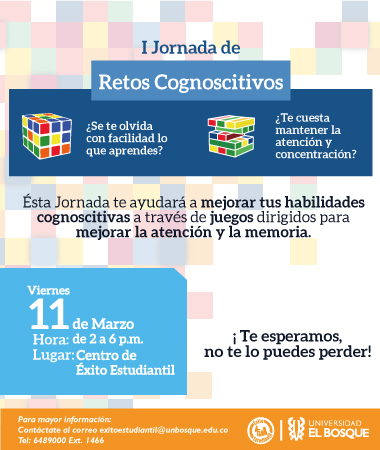 I Jornada de
Retos Cognoscitivos
¿Se te olvida
con facilidad lo
que aprendes?
¿Te cuesta
mantener la
atención y
concentración?
Ésta Jornada te ayudará a mejorar tus habilidades
cognoscitivas a través de juegos dirigidos para
mejorar la atención y la memoria.
Viernes
11 de Marzo
Hora: de 2 a 6 p.m.
Lugar: Centro de
Éxito Estudiantil
¡ Te esperamos,
no te lo puedes perder!
Para mayor información:
Contáctate al correo exitoestudiantil@unbosque.edu.co
Tel: 6489000 Ext. 1466
UNIVERSIDAD
EL BOSQUE